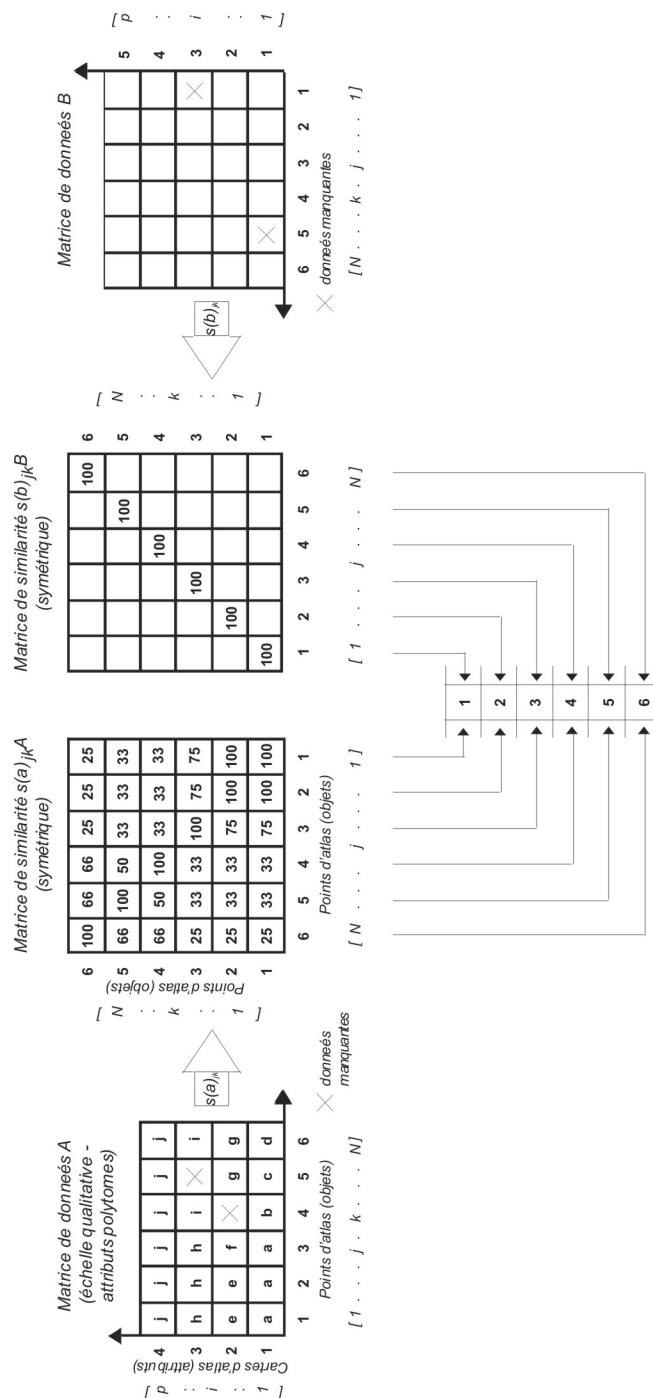 Matrice de donneés A
(échelle qualitative -
attributs polytomes)
[ 1 . . i . . p ]
Cartes d'atlas (attributs)
4 j j j j j j
3 h h h i × i
2 e e f × g g
1 a a a b c d
1 2 3 4 5 6
Points d'atlas (objets)
× donneés
manquantes
[ 1 . . . j . k . . . N ]
s(a)jk
Matrice de similarité s(a)jkA
(symétrique)
[ N . . k . . 1 ]
Points d'atlas (objets)
6 100 66 66 25 25 25
5 66 100 50 33 33 33
4 66 50 100 33 33 33
3 25 33 33 100 75 75
2 25 33 33 75 100 100
1 25 33 33 75 100 100
6 5 4 3 2 1
Points d'atlas (objets)
[ N . . . j . . . 1 ]
Matrice de similarité s(b)jkB
(symétrique)
100 6
100 5
100 4
100 3
100 2
100 1
1 2 3 4 5 6
[ N . . k . . 1 ]
[ 1 . . . j . . . N ]
s(b)jk
Matrice de donneés B
5
4
× 3
2
× 1
6 5 4 3 2 1
[ p . . i . . 1 ]
× donneés manquantes
[ N . . . k . j . . . 1 ]
1
2
3
4
5
6